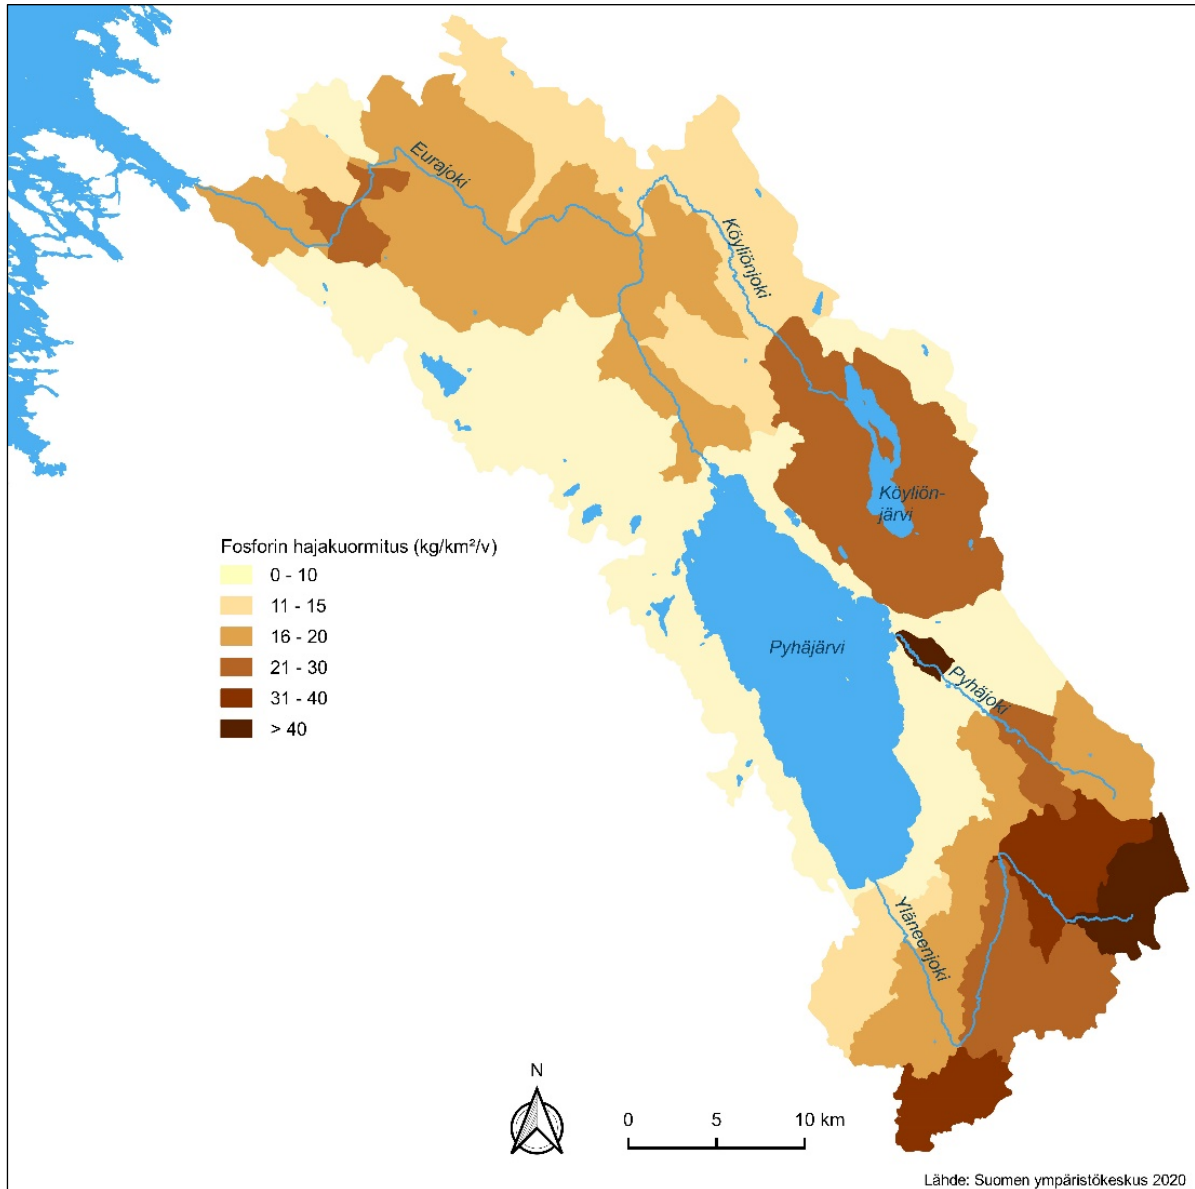 Eurajoki
Köyliönjoki
Köyliön-
järvi
Fosforin hajakuormitus (kg/km²/v)
0 - 10
11 - 15
16 - 20
21 - 30
31 - 40
> 40
Pyhäjärvi
Pyhäjoki
Yläneenjoki
N
0 5 10 km
Lähde: Suomen ympäristökeskus 2020